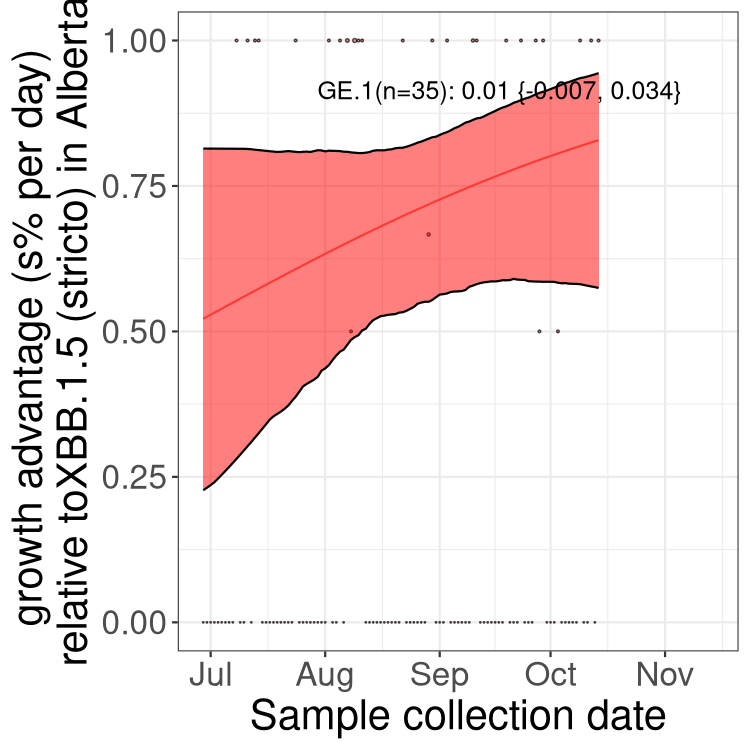 growth advantage (s% per day)
relative toXBB.1.5 (stricto) in Alberta
1.00
0.75
0.50
0.25
0.00
GE.1(n=35): 0.01 {-0.007, 0.034}
Jul Aug Sep Oct Nov
Sample collection date